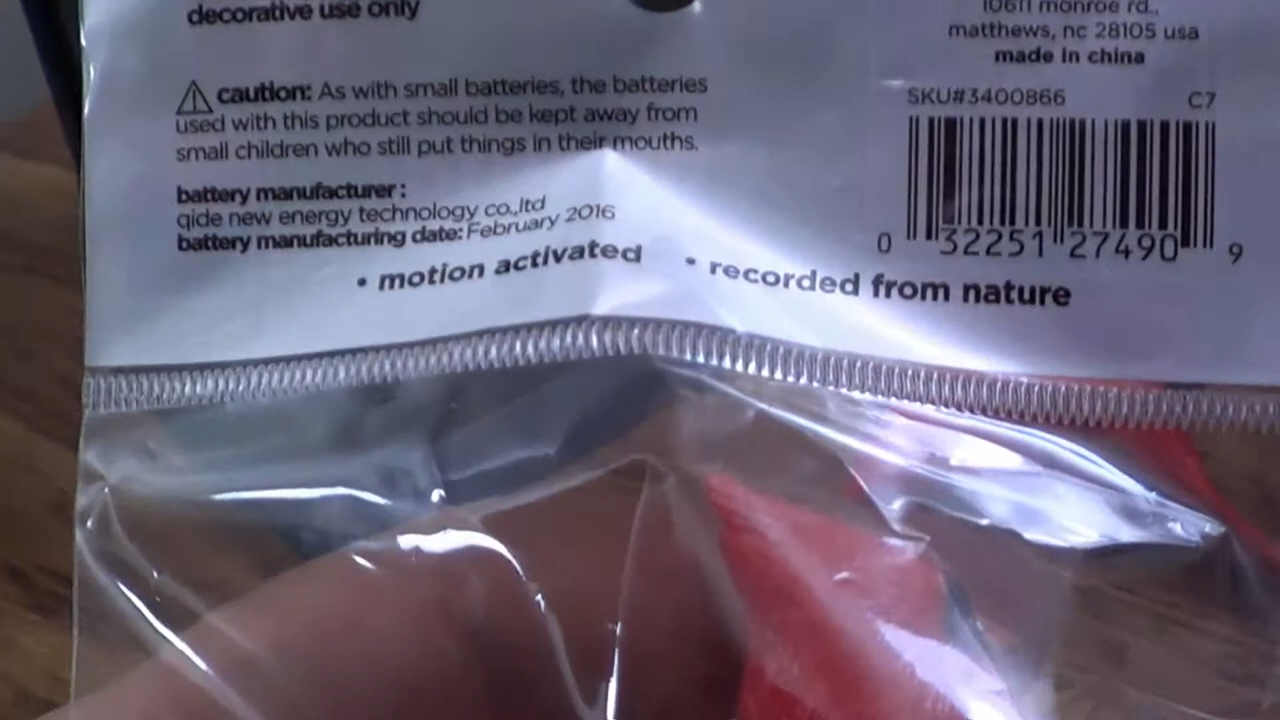 decorative use only
⚠ caution: As with small batteries, the batteries
used with this product should be kept away from
small children who still put things in their mouths.
battery manufacturer :
qide new energy technology co.,ltd
battery manufacturing date: February 2016
• motion activated • recorded from nature
10611 monroe rd.,
matthews, nc 28105 usa
made in china
SKU#3400866 C7
0 32251 27490 9